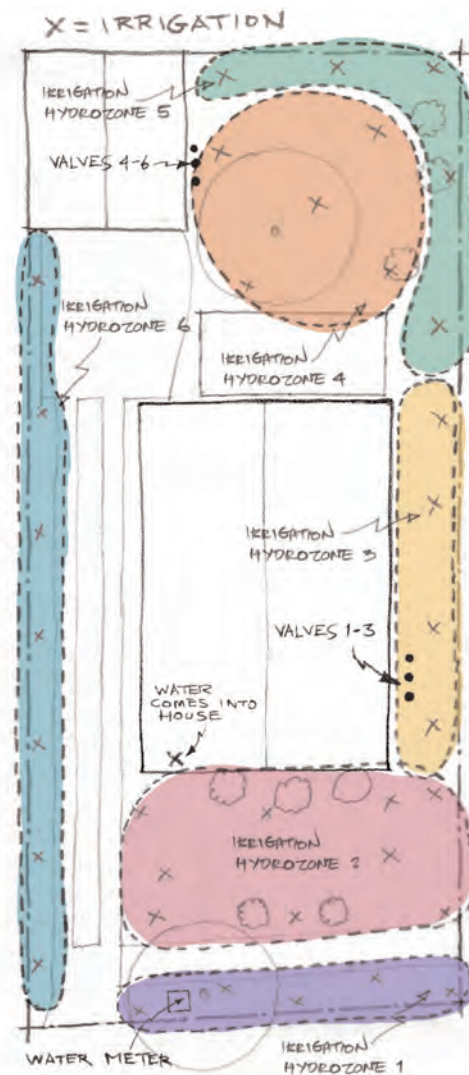 X = IRRIGATION
IRRIGATION
HYDROZONE 5
VALVES 4-6
IRRIGATION
HYDROZONE 6
IRRIGATION
HYDROZONE 4
IRRIGATION
HYDROZONE 3
VALVES 1-3
WATER
COMES INTO
HOUSE
IRRIGATION
HYDROZONE 2
WATER METER
IRRIGATION
HYDROZONE 1